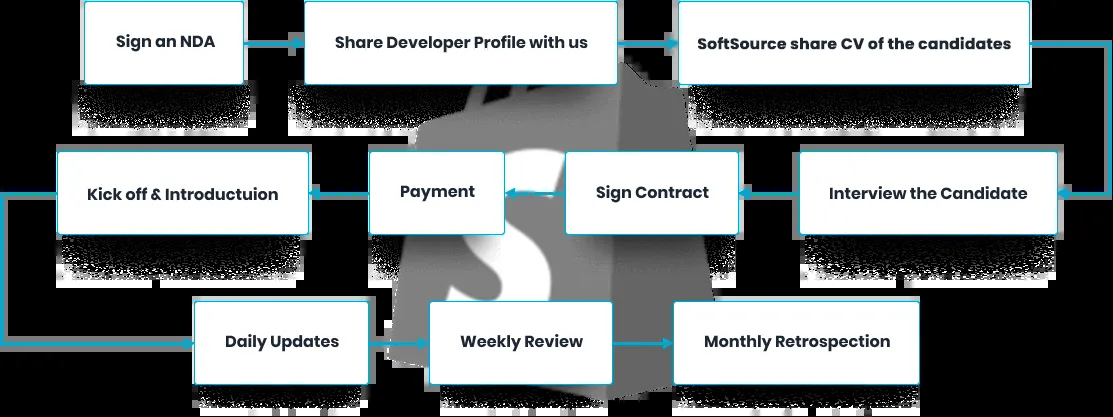 Sign an NDA
Share Developer Profile with us
SoftSource share CV of the candidates
Interview the Candidate
Sign Contract
Payment
Kick off & Introductuion
Daily Updates
Weekly Review
Monthly Retrospection